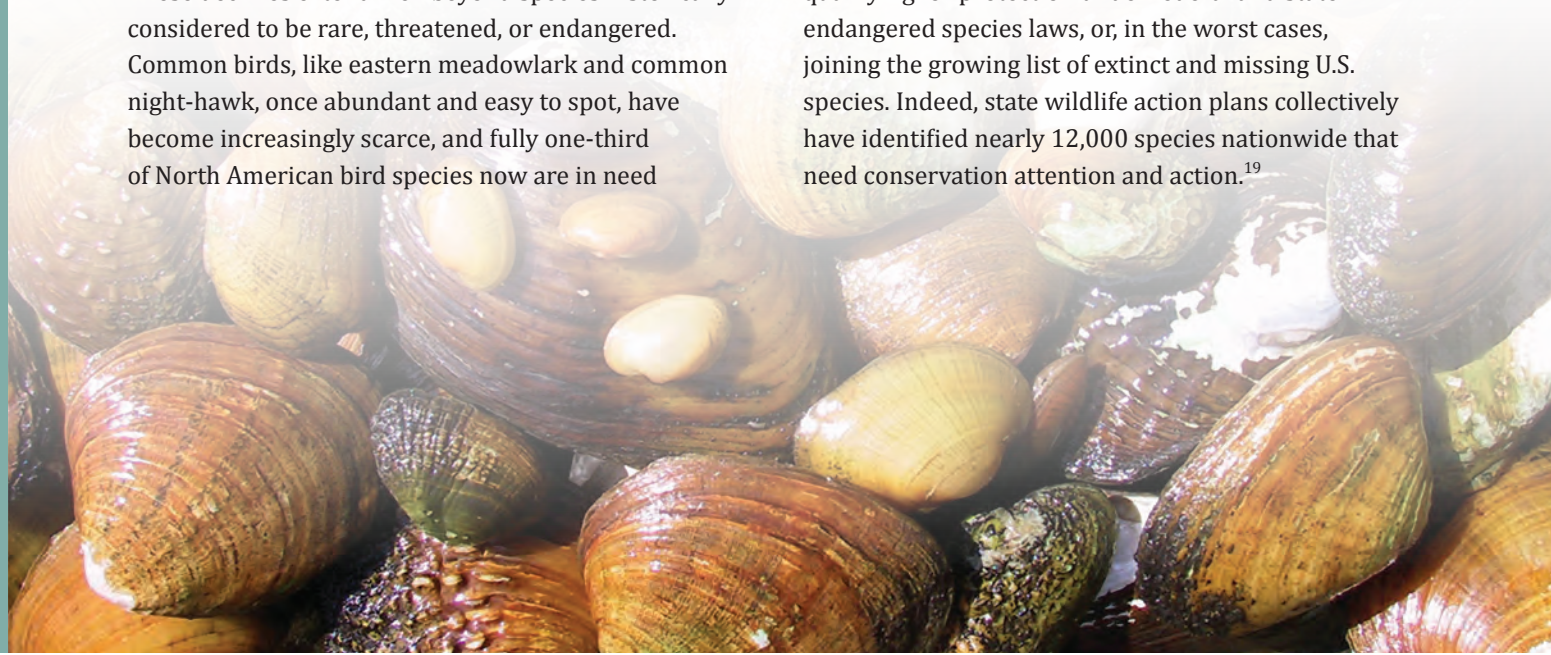 considered to be rare, threatened, or endangered.
Common birds, like eastern meadowlark and common
night-hawk, once abundant and easy to spot, have
become increasingly scarce, and fully one-third
of North American bird species now are in need
endangered species laws, or, in the worst cases,
joining the growing list of extinct and missing U.S.
species. Indeed, state wildlife action plans collectively
have identified nearly 12,000 species nationwide that
need conservation attention and action.19